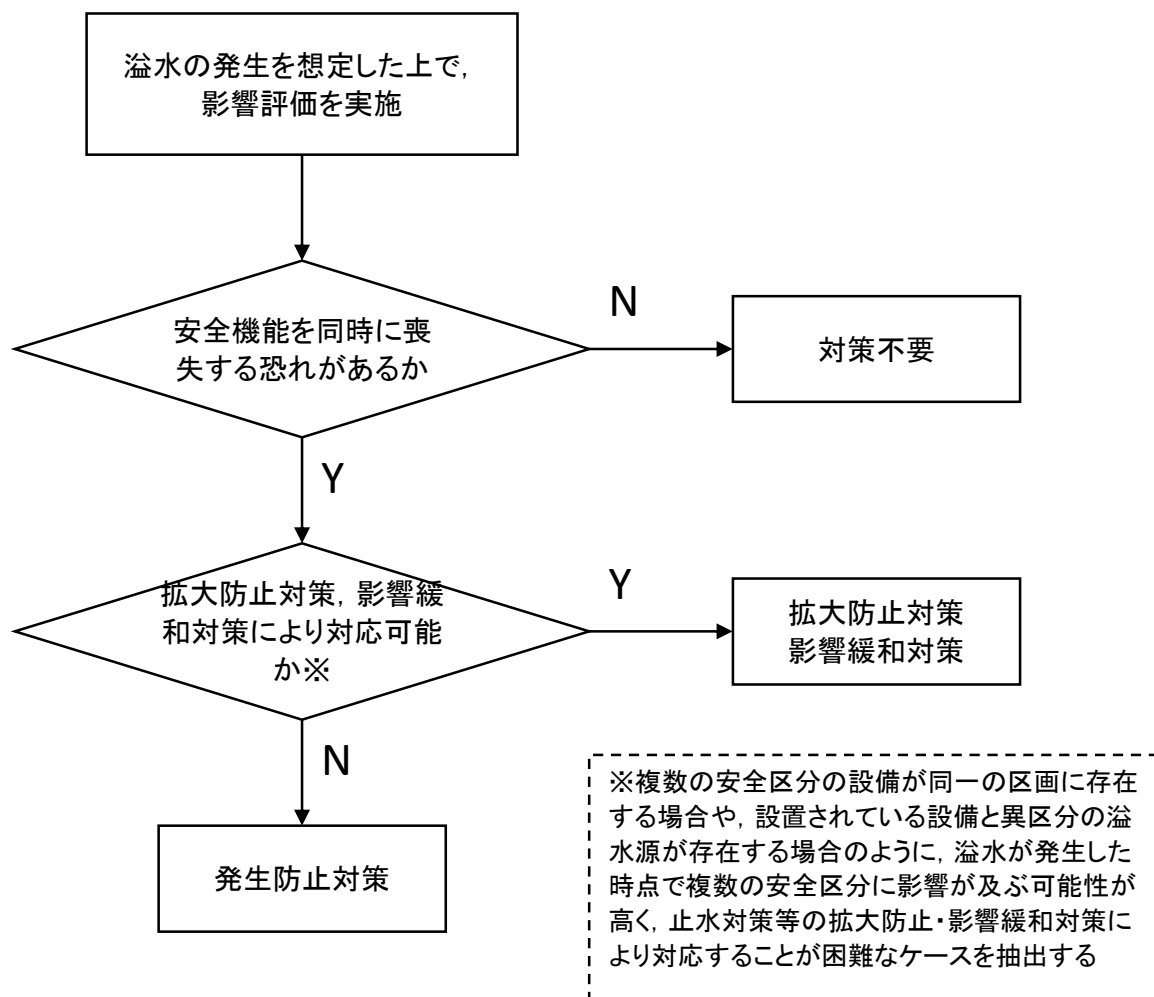 溢水の発生を想定した上で,
影響評価を実施
安全機能を同時に喪
失する恐れがあるか
N
対策不要
Y
拡大防止対策, 影響緩
和対策により対応可能
か※
Y
拡大防止対策
影響緩和対策
N
発生防止対策
※複数の安全区分の設備が同一の区画に存在
する場合や, 設置されている設備と異区分の溢
水源が存在する場合のように, 溢水が発生した
時点で複数の安全区分に影響が及ぶ可能性が
高く, 止水対策等の拡大防止・影響緩和対策に
より対応することが困難なケースを抽出する